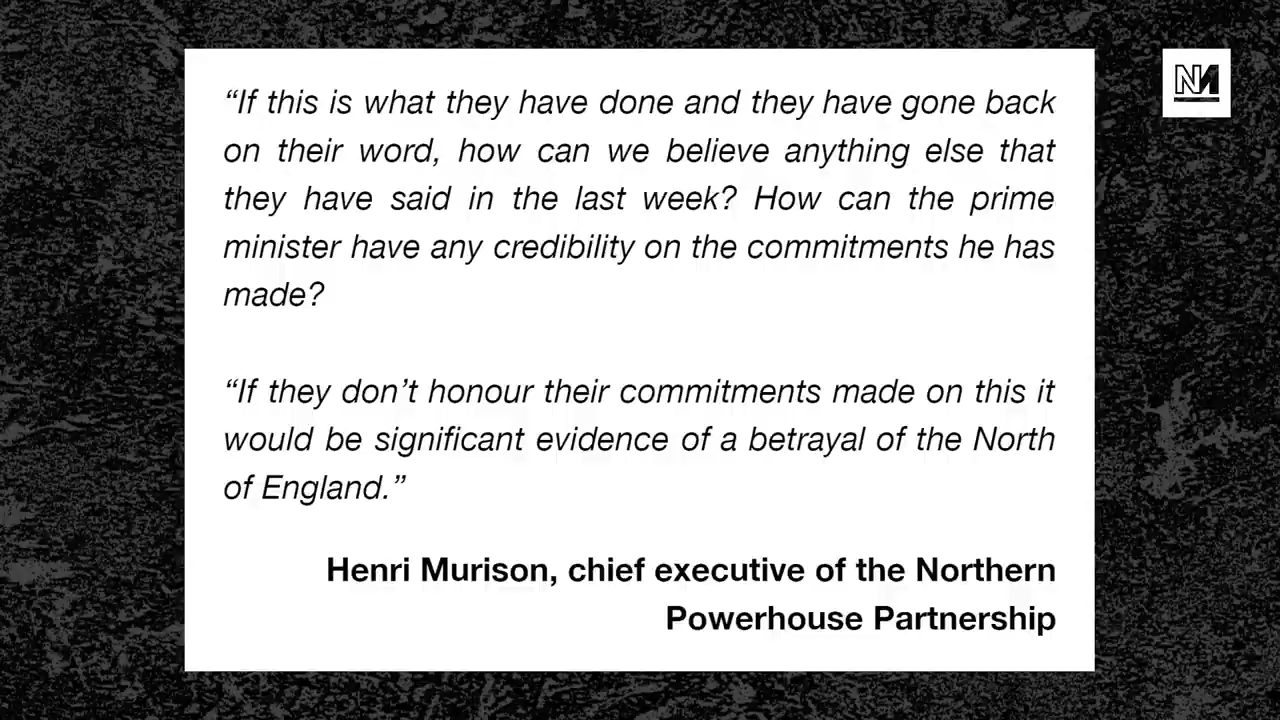 “If this is what they have done and they have gone back
on their word, how can we believe anything else that
they have said in the last week? How can the prime
minister have any credibility on the commitments he has
made?
“If they don’t honour their commitments made on this it
would be significant evidence of a betrayal of the North
of England.”
Henri Murison, chief executive of the Northern
Powerhouse Partnership
NM